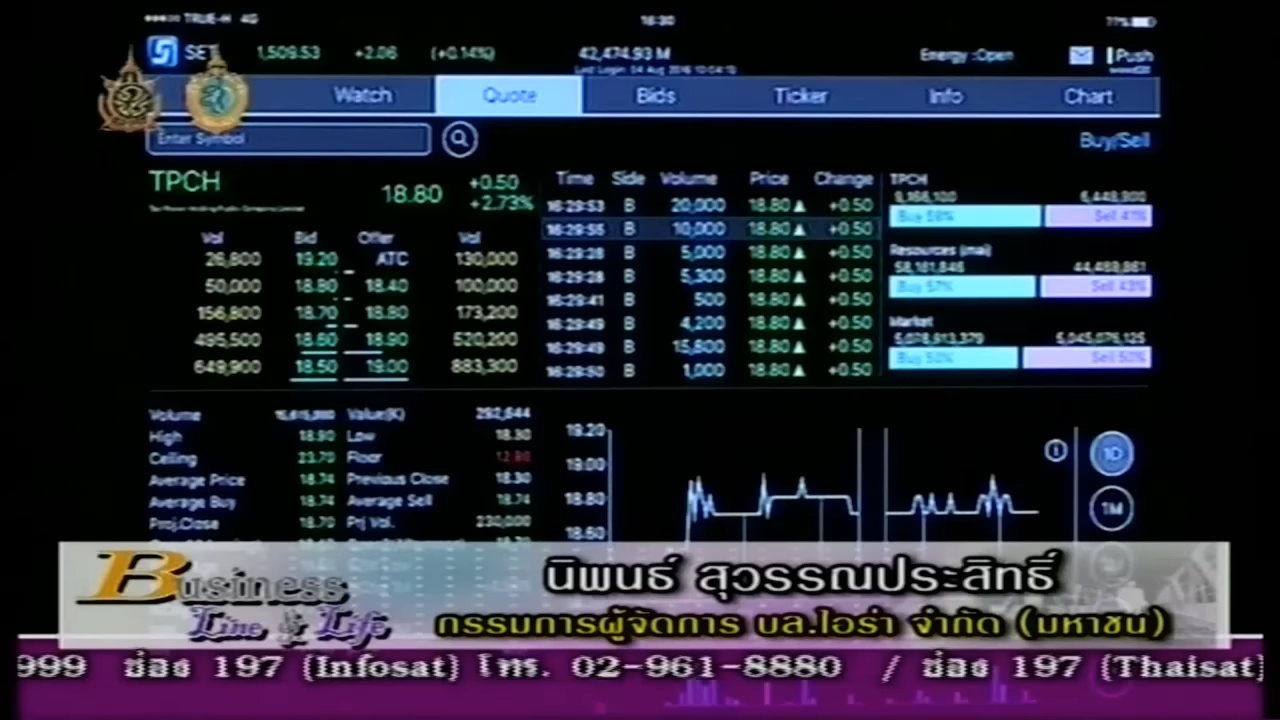 TRUE-H 4G 16:30 77%
SET 1,509.53 +2.06 (+0.14%) 42,474.93 M Energy :Open Push
Last Login: 04 Aug 2016
Watch Quote Bids Ticker Info Chart
Enter Symbol Buy/Sell
TPCH 18.80 +0.50 +2.73%
Vol Bid Offer Vol
26,800 19.20 ATC 130,000
50,000 18.80 18.40 100,000
156,800 18.70 18.80 173,200
495,500 18.60 18.90 520,200
649,900 18.50 19.00 883,300
Time Side Volume Price Change
16:29:53 B 20,000 18.80 ▲ +0.50
16:29:55 B 10,000 18.80 ▲ +0.50
B 5,000 18.80 ▲ +0.50
B 5,300 18.80 ▲ +0.50
16:29:41 B 500 18.80 ▲ +0.50
16:29:49 B 4,200 18.80 ▲ +0.50
16:29:49 B 15,800 18.80 ▲ +0.50
16:29:50 B 1,000 18.80 ▲ +0.50
TPCH
Buy 59% Sell 41%
Resources (mai)
Buy 57% Sell 43%
Market
Buy 50% Sell 50%
Volume Value(K) 292,644
High 18.90 Low 18.30
Ceiling 23.70 Floor 12.90
Average Price 18.74 Previous Close 18.30
Average Buy 18.74 Average Sell 18.74
Proj.Close 18.70 Prj Vol. 230,000
19.20
19.00
18.80
18.60
1D
1M
Business
Line & Life
นิพนธ์ สุวรรณประสิทธิ์
กรรมการผู้จัดการ บล.ไอร่า จำกัด (มหาชน)
999 ช่อง 197 (Infosat) โทร. 02-961-8880 / ช่อง 197 (Thaisat)